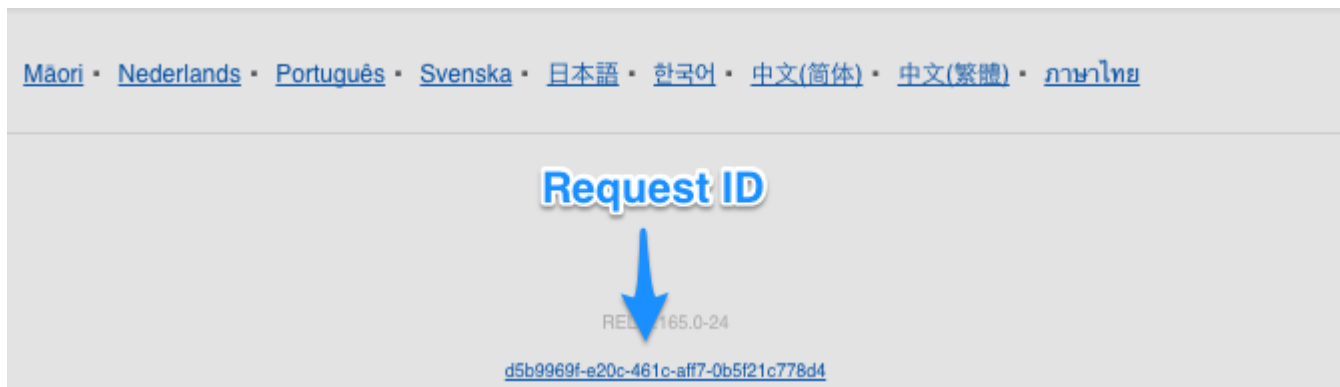 Māori ▪ Nederlands ▪ Português ▪ Svenska ▪ 日本語 ▪ 한국어 ▪ 中文(简体) ▪ 中文(繁體) ▪ ภาษาไทย
Request ID
165.0-24
d5b9969f-e20c-461c-aff7-0b5f21c778d4